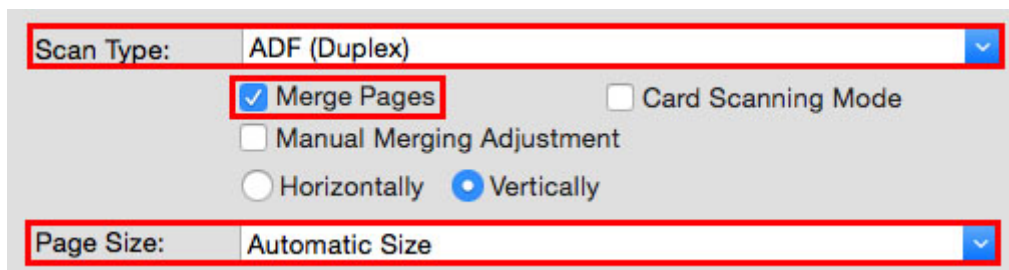 Scan Type: ADF (Duplex)
Merge Pages Card Scanning Mode
Manual Merging Adjustment
Horizontally Vertically
Page Size: Automatic Size